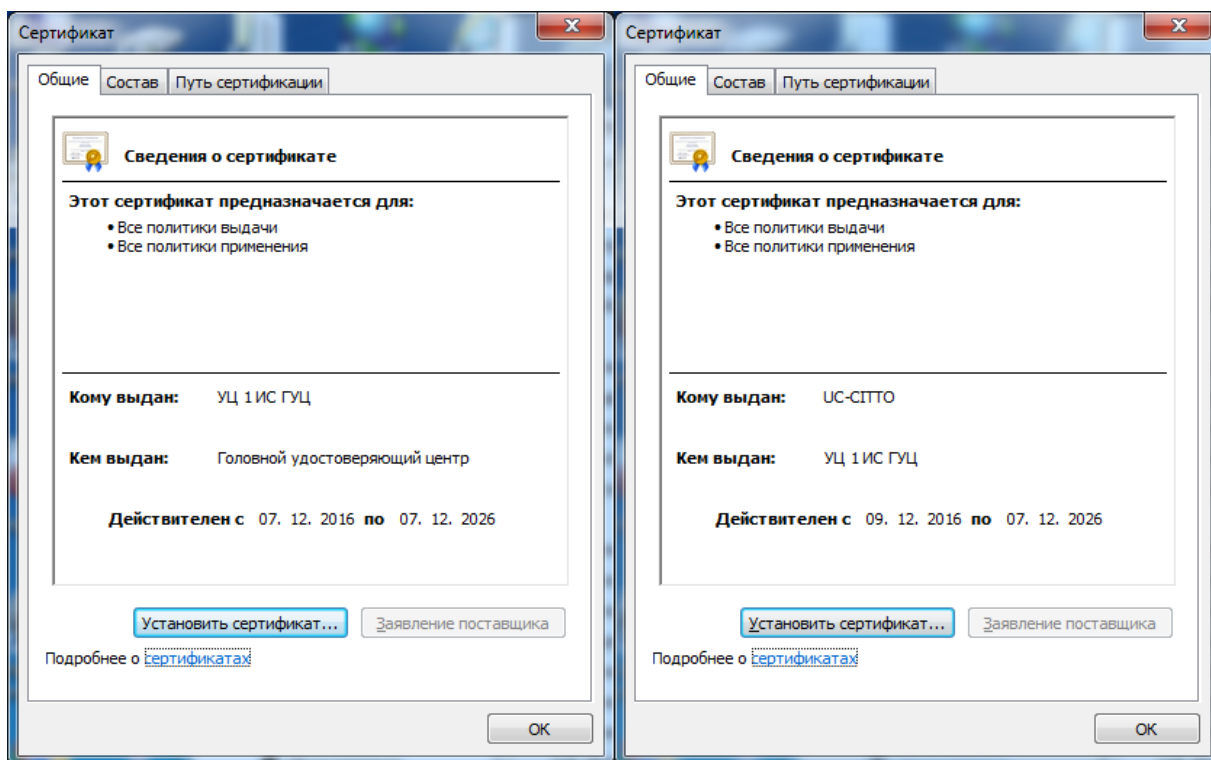 Сертификат
Общие Состав Путь сертификации
Сведения о сертификате
Этот сертификат предназначается для:
• Все политики выдачи
• Все политики применения
Кому выдан: УЦ 1 ИС ГУЦ
Кем выдан: Головной удостоверяющий центр
Действителен с 07. 12. 2016 по 07. 12. 2026
Установить сертификат... Заявление поставщика
Подробнее о сертификатах
ОК
Сертификат
Общие Состав Путь сертификации
Сведения о сертификате
Этот сертификат предназначается для:
• Все политики выдачи
• Все политики применения
Кому выдан: UC-CITTO
Кем выдан: УЦ 1 ИС ГУЦ
Действителен с 09. 12. 2016 по 07. 12. 2026
Установить сертификат... Заявление поставщика
Подробнее о сертификатах
ОК